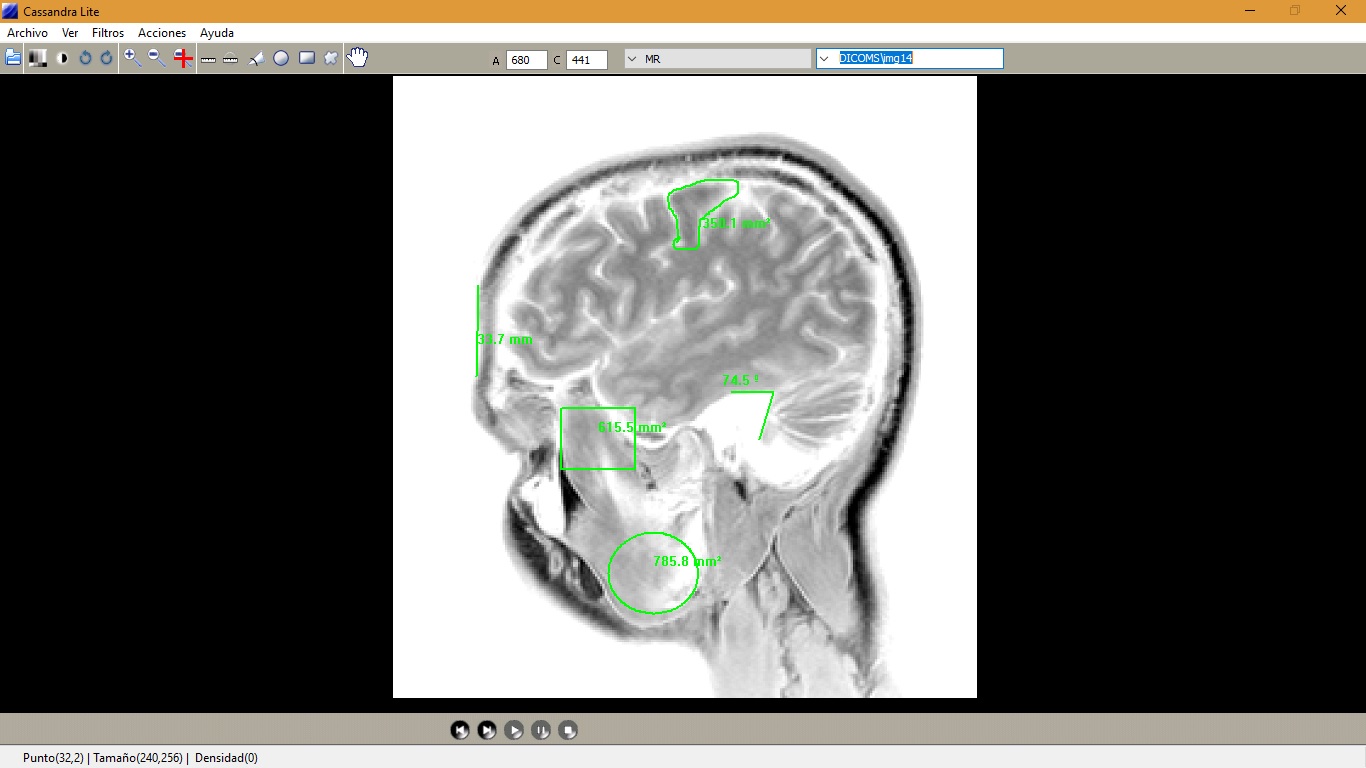 Cassandra Lite
Archivo Ver Filtros Acciones Ayuda
A 680 C 441 MR DICOMS\img14
350.1 mm²
33.7 mm
74.5 º
615.5 mm²
785.8 mm²
Punto(32,2) | Tamaño(240,256) | Densidad(0)